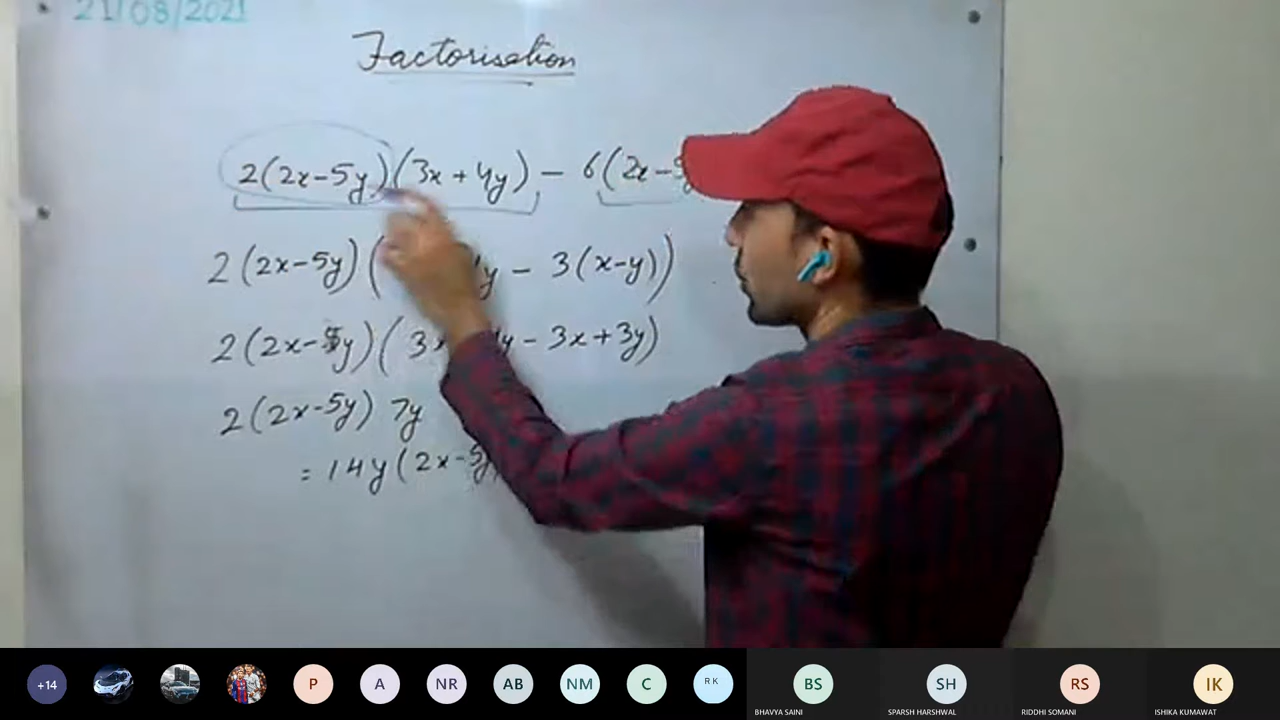 21/08/2021
Factorisation
2(2x-5y)(3x+4y) - 6(2x-5y
2(2x-5y)( y - 3(x-y))
2(2x-5y)(3x y - 3x+3y)
2(2x-5y) 7y
= 14y(2x-5y)
+14 P A NR AB NM C RK BS SH RS IK
BHAVYA SAINI SPARSH HARSHWAL RIDDHI SOMANI ISHIKA KUMAWAT